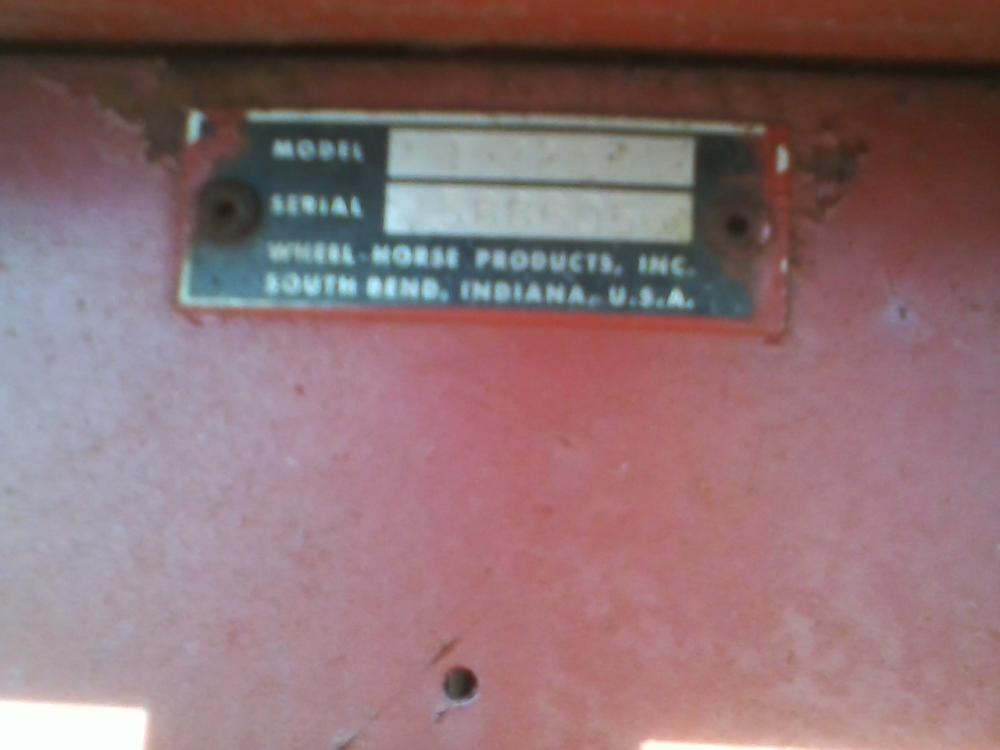 MODEL
SERIAL
WHEEL-HORSE PRODUCTS, INC.
SOUTH BEND, INDIANA, U.S.A.